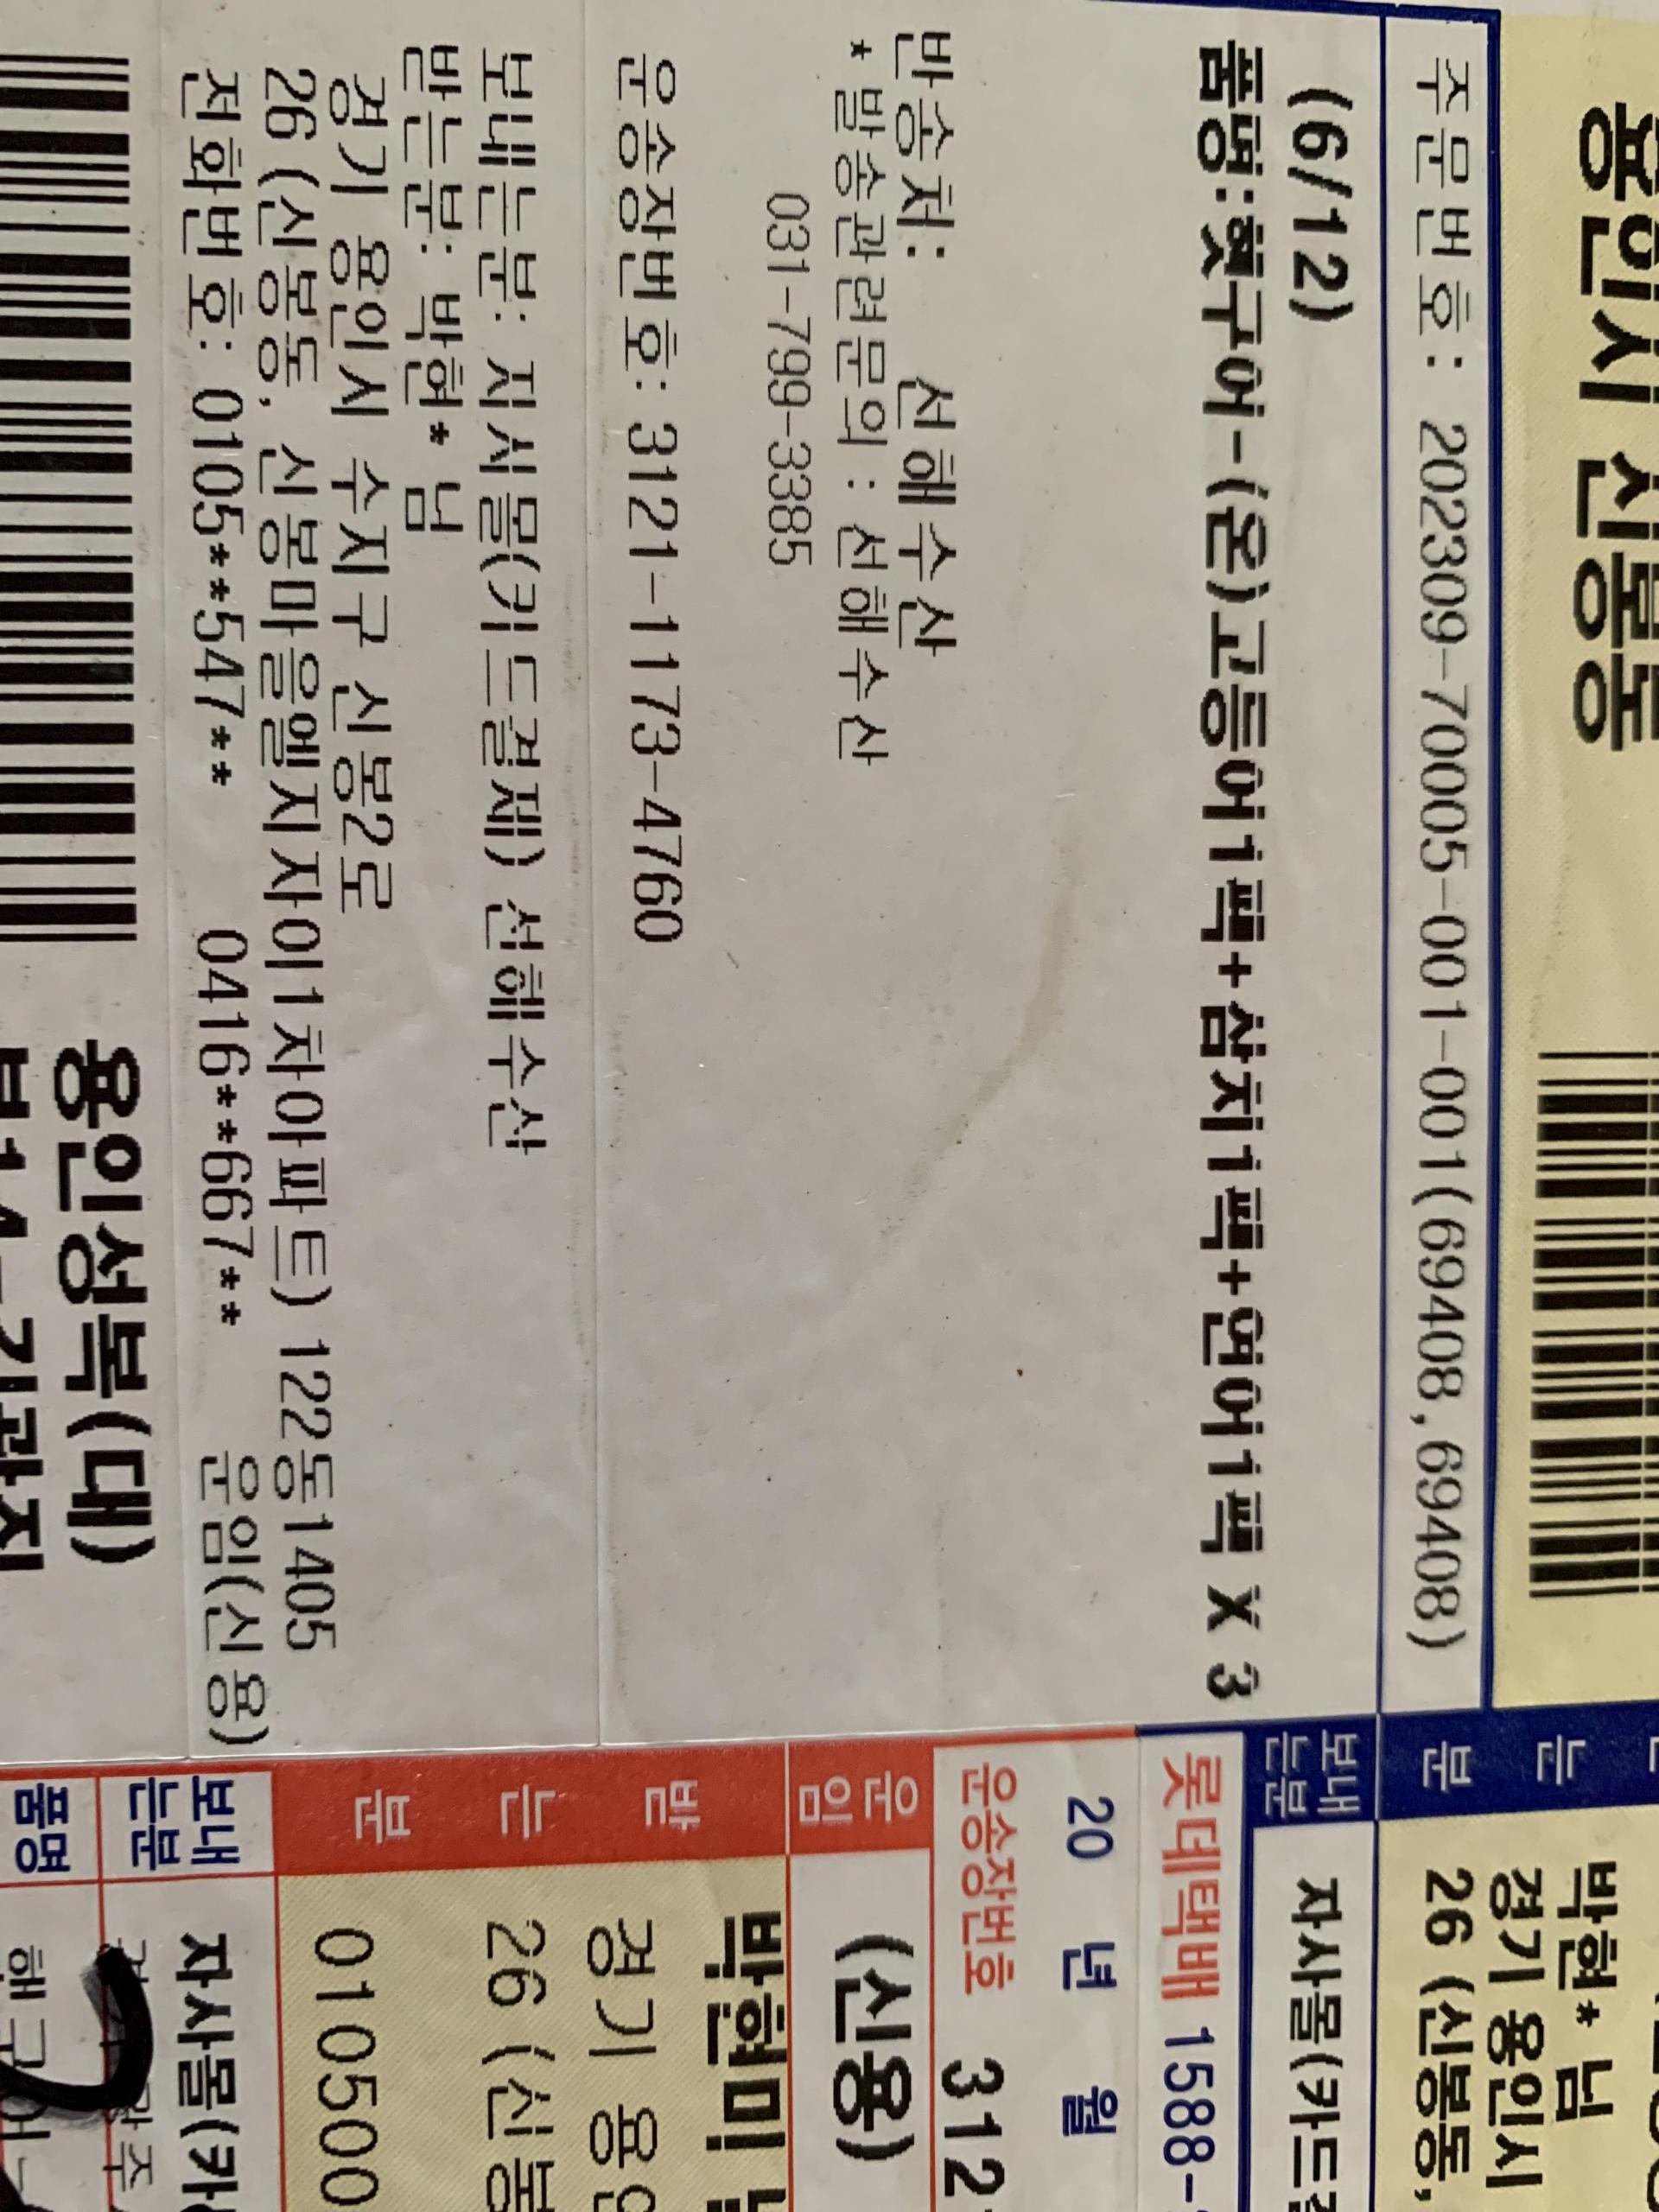 용인시 신봉동
주문번호: 202309-70005-001-001(69408,69408)
(6/12)
품명:햇구어-(온)고등어1팩+삼치1팩+연어1팩 X 3
반송처: 선해수산
* 발송관련문의 : 선해수산
031-799-3385
운송장번호: 3121-1173-4760
보내는분: 자사몰(카드결제) 선해수산
받는분: 박현* 님
경기 용인시 수지구 신봉2로
26 (신봉동, 신봉마을엘지자이1차아파트) 122동1405
전화번호: 0105**547** 0416**667** 운임(신용)
용인성복(대)
는
분
박현* 님
경기 용인시
26 (신봉동,
보내
는분
자사몰(카드결
롯데택배 1588-
20 년 월
운송장번호 312
운임
(신용)
받
는
분
박현미
경기 용인
26 (신봉
010500
보내
는분
자사몰(카
품명